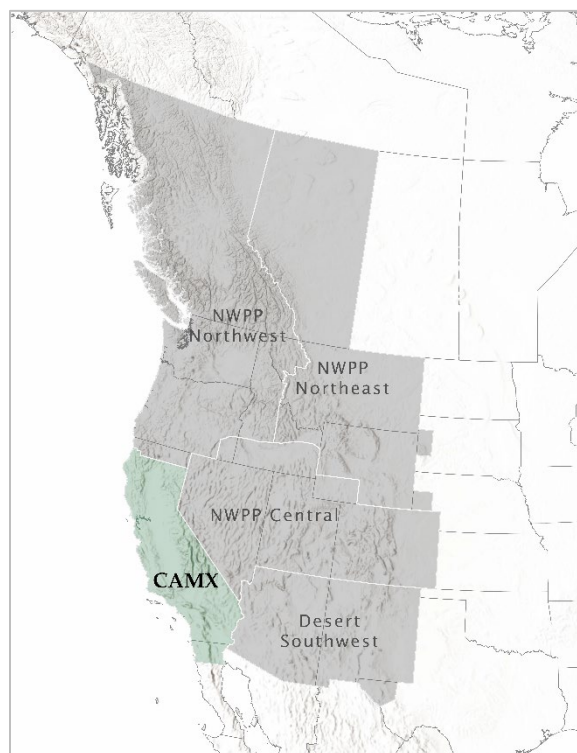 NWPP
Northwest
NWPP
Northeast
NWPP Central
CAMX
Desert
Southwest